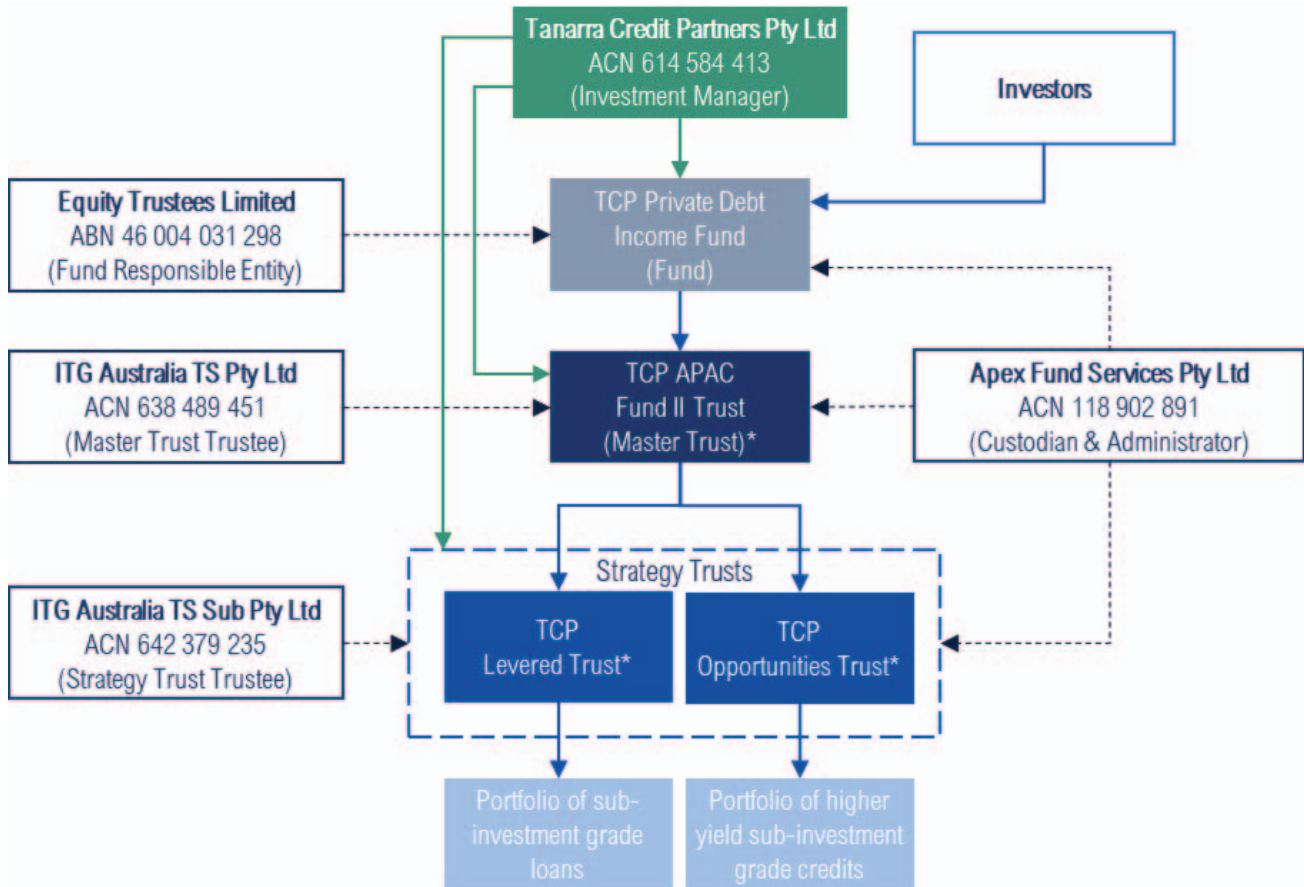 Tanarra Credit Partners Pty Ltd
ACN 614 584 413
(Investment Manager)
Investors
Equity Trustees Limited
ABN 46 004 031 298
(Fund Responsible Entity)
TCP Private Debt
Income Fund
(Fund)
ITG Australia TS Pty Ltd
ACN 638 489 451
(Master Trust Trustee)
TCP APAC
Fund II Trust
(Master Trust)*
Apex Fund Services Pty Ltd
ACN 118 902 891
(Custodian & Administrator)
Strategy Trusts
ITG Australia TS Sub Pty Ltd
ACN 642 379 235
(Strategy Trust Trustee)
TCP
Levered Trust*
TCP
Opportunities Trust*
Portfolio of sub-
investment grade
loans
Portfolio of higher
yield sub-investment
grade credits